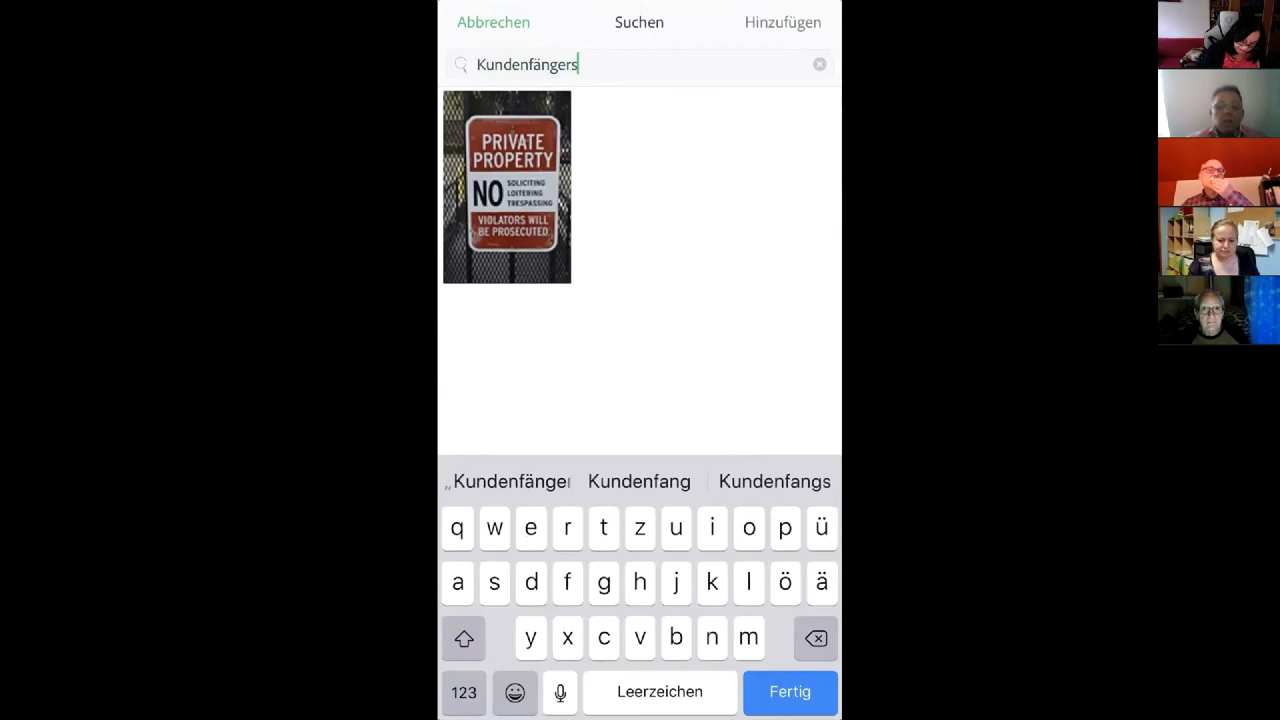 Abbrechen Suchen Hinzufügen
Kundenfängers
PRIVATE
PROPERTY
NO SOLICITING
LOITERING
TRESPASSING
VIOLATORS WILL
BE PROSECUTED
„Kundenfänger Kundenfang Kundenfangs
q w e r t z u i o p ü
a s d f g h j k l ö ä
y x c v b n m
123 Leerzeichen Fertig